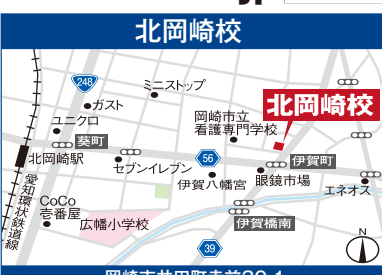 北岡崎校
248
ミニストップ
ガスト
ユニクロ
岡崎市立
看護専門学校
北岡崎校
葵町
北岡崎駅
セブンイレブン
56
伊賀町
伊賀八幡宮
眼鏡市場
エネオス
愛知環状鉄道線
CoCo
壱番屋
広幡小学校
伊賀橋南
39
N